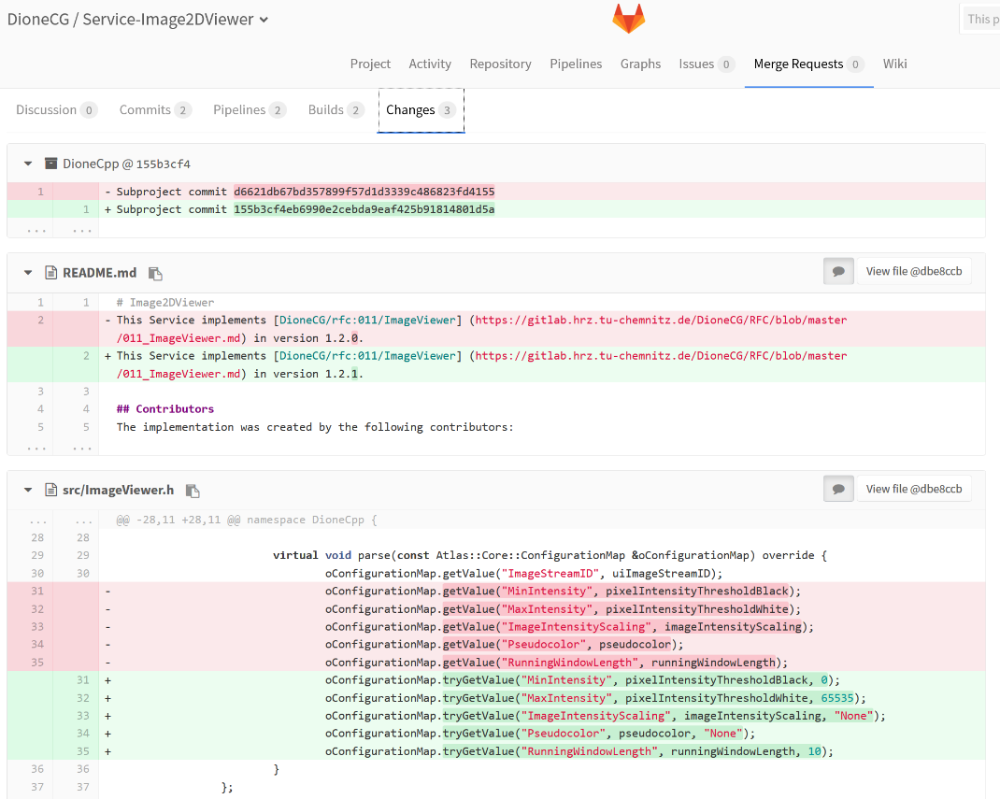 DioneCG / Service-Image2DViewer
This p
Project Activity Repository Pipelines Graphs Issues 0 Merge Requests 0 Wiki
Discussion 0 Commits 2 Pipelines 2 Builds 2 Changes 3
DioneCpp @ 155b3cf4
1 - Subproject commit d6621db67bd357899f57d1d3339c486823fd4155
1 + Subproject commit 155b3cf4eb6990e2cebda9eaf425b91814801d5a
... ...
README.md View file @dbe8ccb
1 1 # Image2DViewer
2 - This Service implements [DioneCG/rfc:011/ImageViewer] (https://gitlab.hrz.tu-chemnitz.de/DioneCG/RFC/blob/master
/011_ImageViewer.md) in version 1.2.0.
2 + This Service implements [DioneCG/rfc:011/ImageViewer] (https://gitlab.hrz.tu-chemnitz.de/DioneCG/RFC/blob/master
/011_ImageViewer.md) in version 1.2.1.
3 3
4 4 ## Contributors
5 5 The implementation was created by the following contributors:
... ...
src/ImageViewer.h View file @dbe8ccb
... ... @@ -28,11 +28,11 @@ namespace DioneCpp {
28 28
29 29 virtual void parse(const Atlas::Core::ConfigurationMap &oConfigurationMap) override {
30 30 oConfigurationMap.getValue("ImageStreamID", uiImageStreamID);
31 - oConfigurationMap.getValue("MinIntensity", pixelIntensityThresholdBlack);
32 - oConfigurationMap.getValue("MaxIntensity", pixelIntensityThresholdWhite);
33 - oConfigurationMap.getValue("ImageIntensityScaling", imageIntensityScaling);
34 - oConfigurationMap.getValue("Pseudocolor", pseudocolor);
35 - oConfigurationMap.getValue("RunningWindowLength", runningWindowLength);
31 + oConfigurationMap.tryGetValue("MinIntensity", pixelIntensityThresholdBlack, 0);
32 + oConfigurationMap.tryGetValue("MaxIntensity", pixelIntensityThresholdWhite, 65535);
33 + oConfigurationMap.tryGetValue("ImageIntensityScaling", imageIntensityScaling, "None");
34 + oConfigurationMap.tryGetValue("Pseudocolor", pseudocolor, "None");
35 + oConfigurationMap.tryGetValue("RunningWindowLength", runningWindowLength, 10);
36 36 }
37 37 };